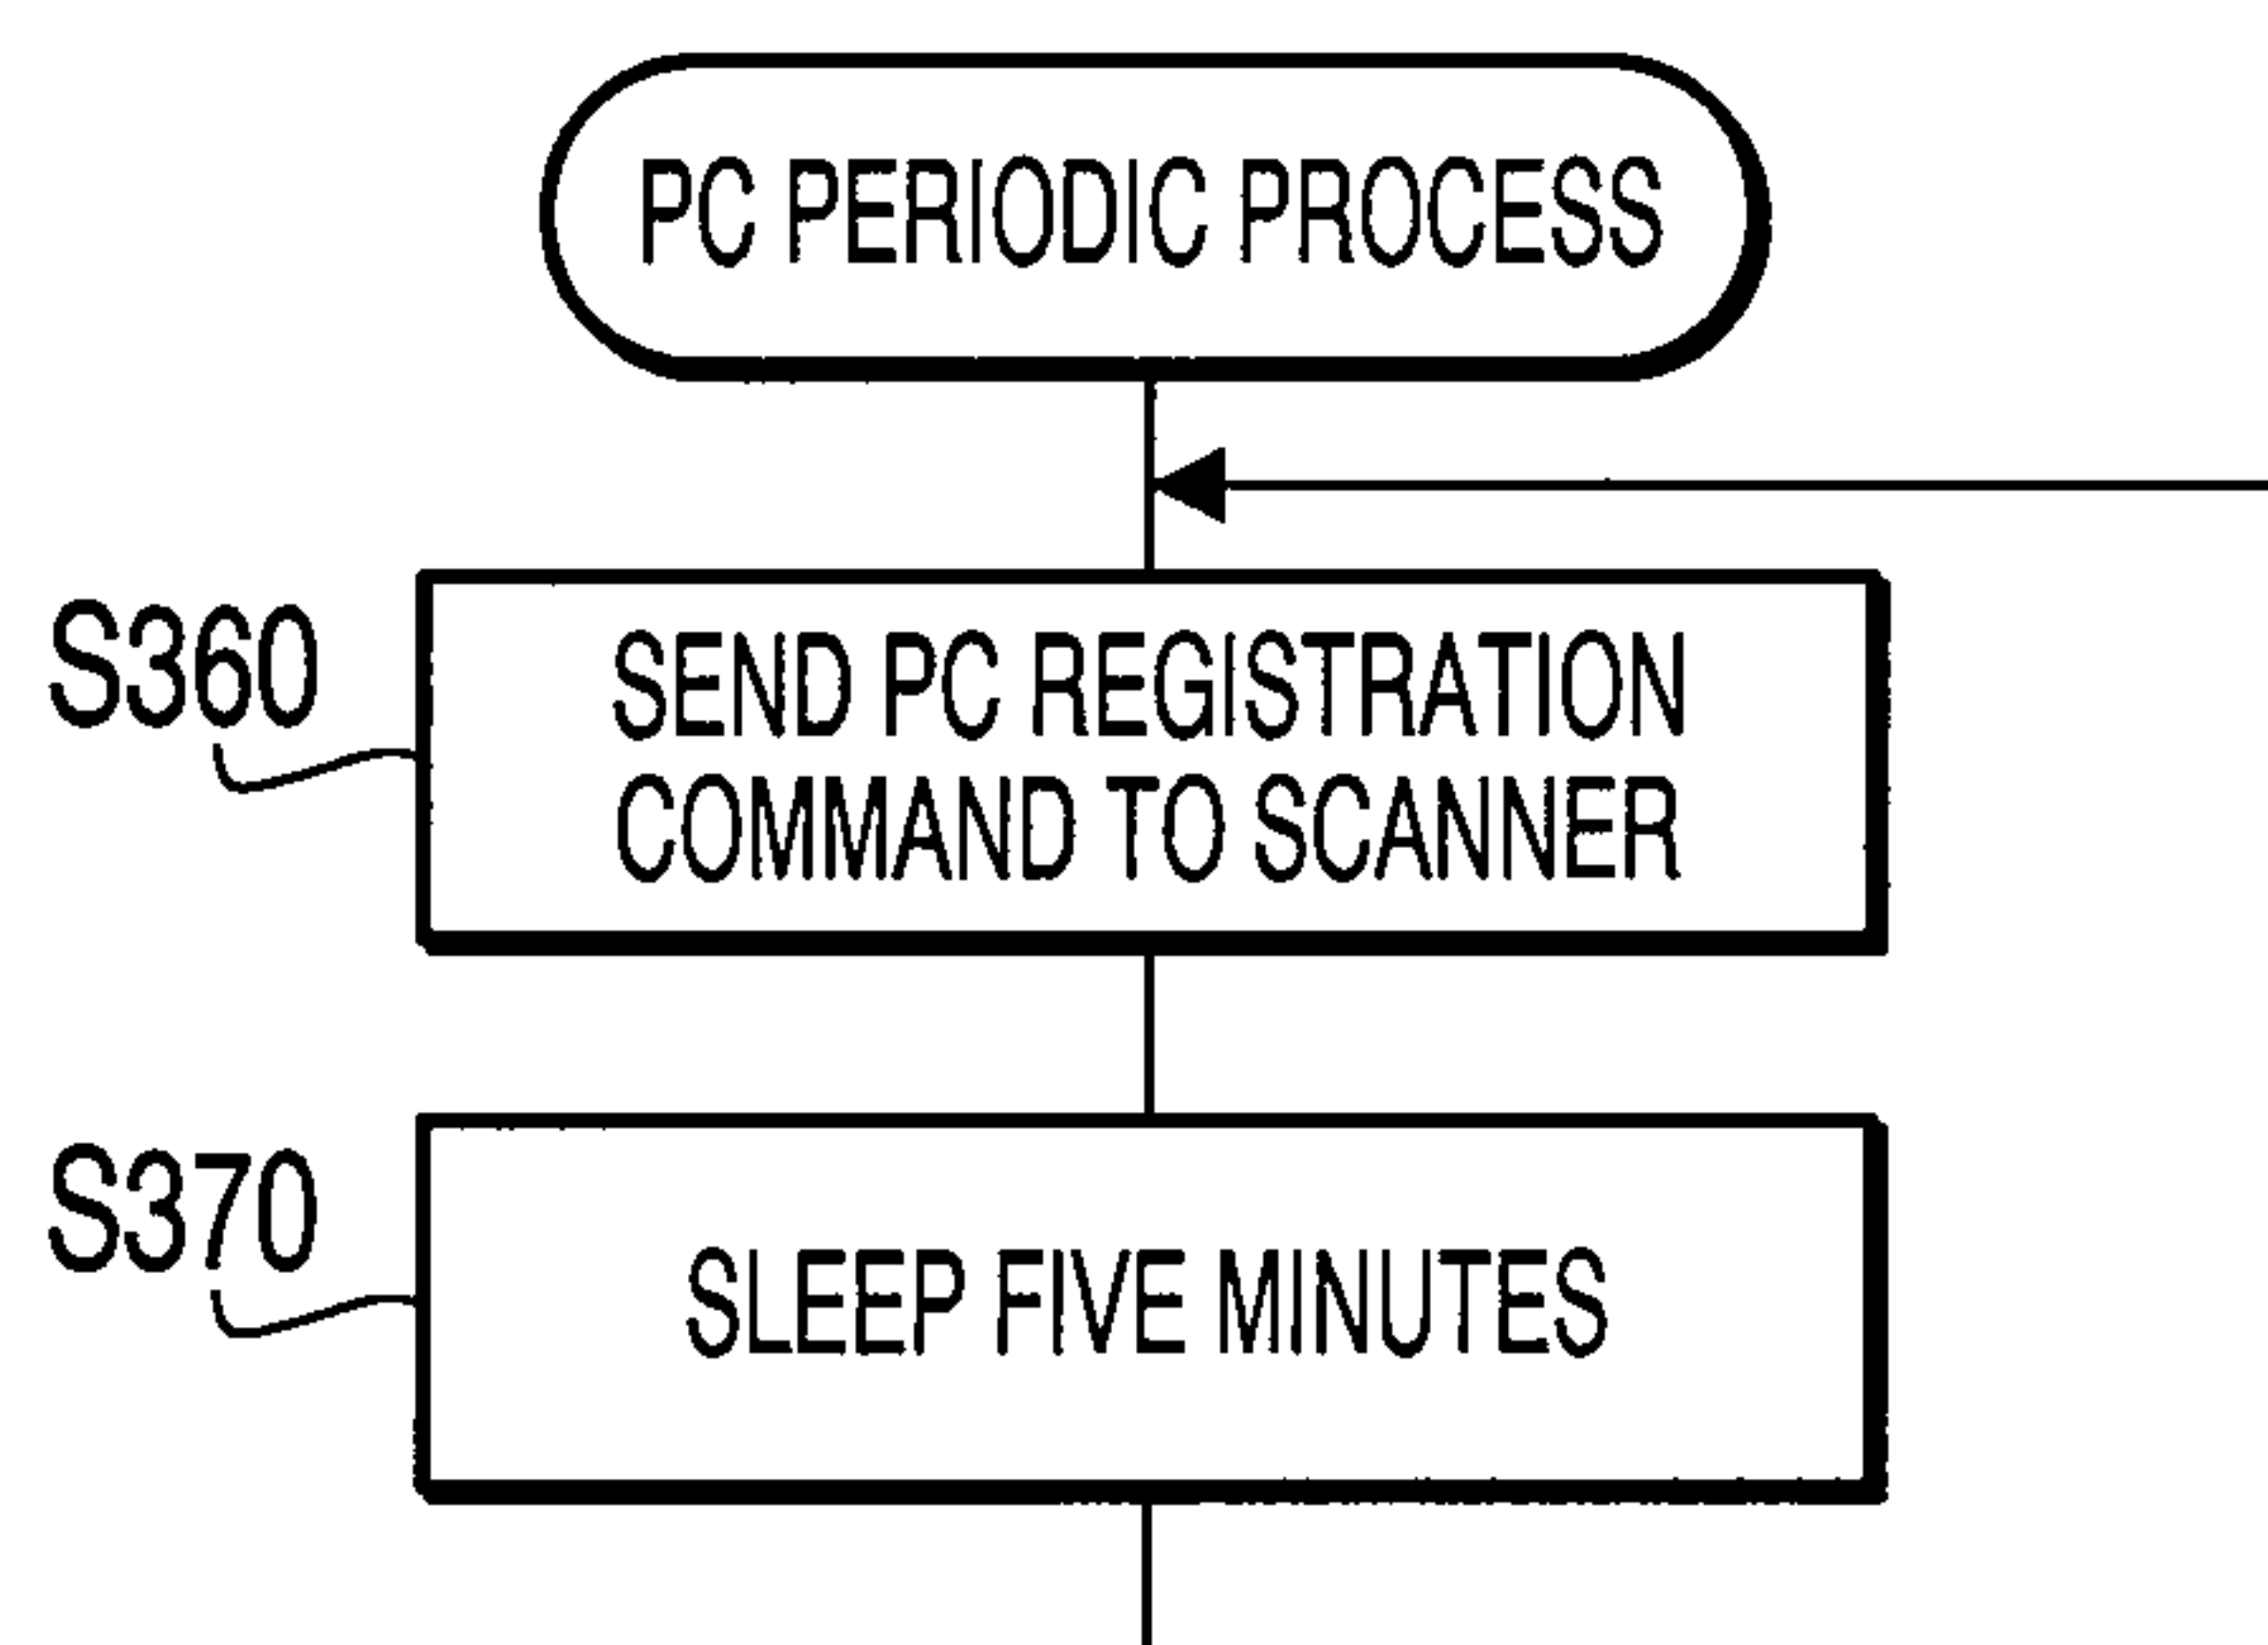 PC PERIODIC PROCESS
S360
SEND PC REGISTRATION
COMMAND TO SCANNER
S370
SLEEP FIVE MINUTES